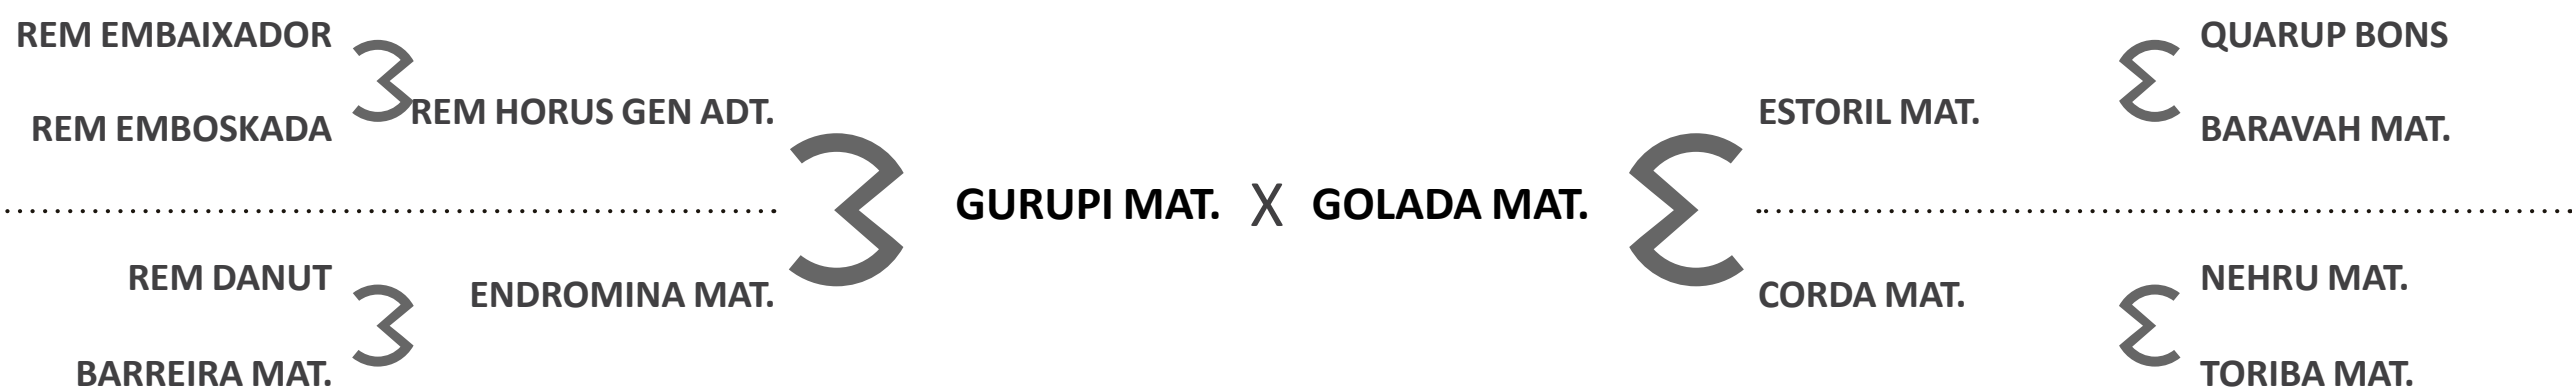 REM EMBAIXADOR
REM EMBOSKADA
REM HORUS GEN ADT.
REM DANUT
BARREIRA MAT.
ENDROMINA MAT.
GURUPI MAT. X GOLADA MAT.
ESTORIL MAT.
QUARUP BONS
BARAVAH MAT.
CORDA MAT.
NEHRU MAT.
TORIBA MAT.